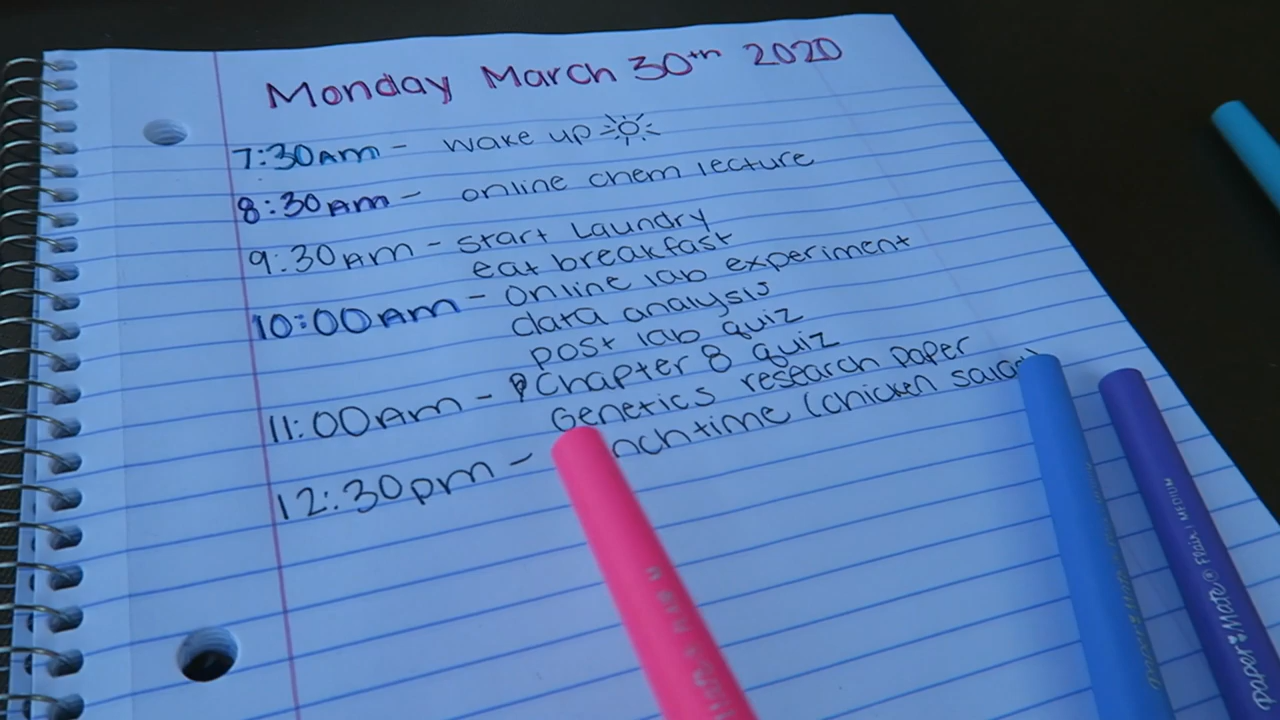 Monday March 30th 2020
7:30AM - wake up
8:30AM - online chem lecture
9:30AM - start laundry
eat breakfast
10:00AM - Online lab experiment
data analysis
post lab quiz
11:00AM - Chapter 8 quiz
Genetics research paper
12:30pm - nchtime (chicken salad)
Paper Mate® Flair | MEDIUM